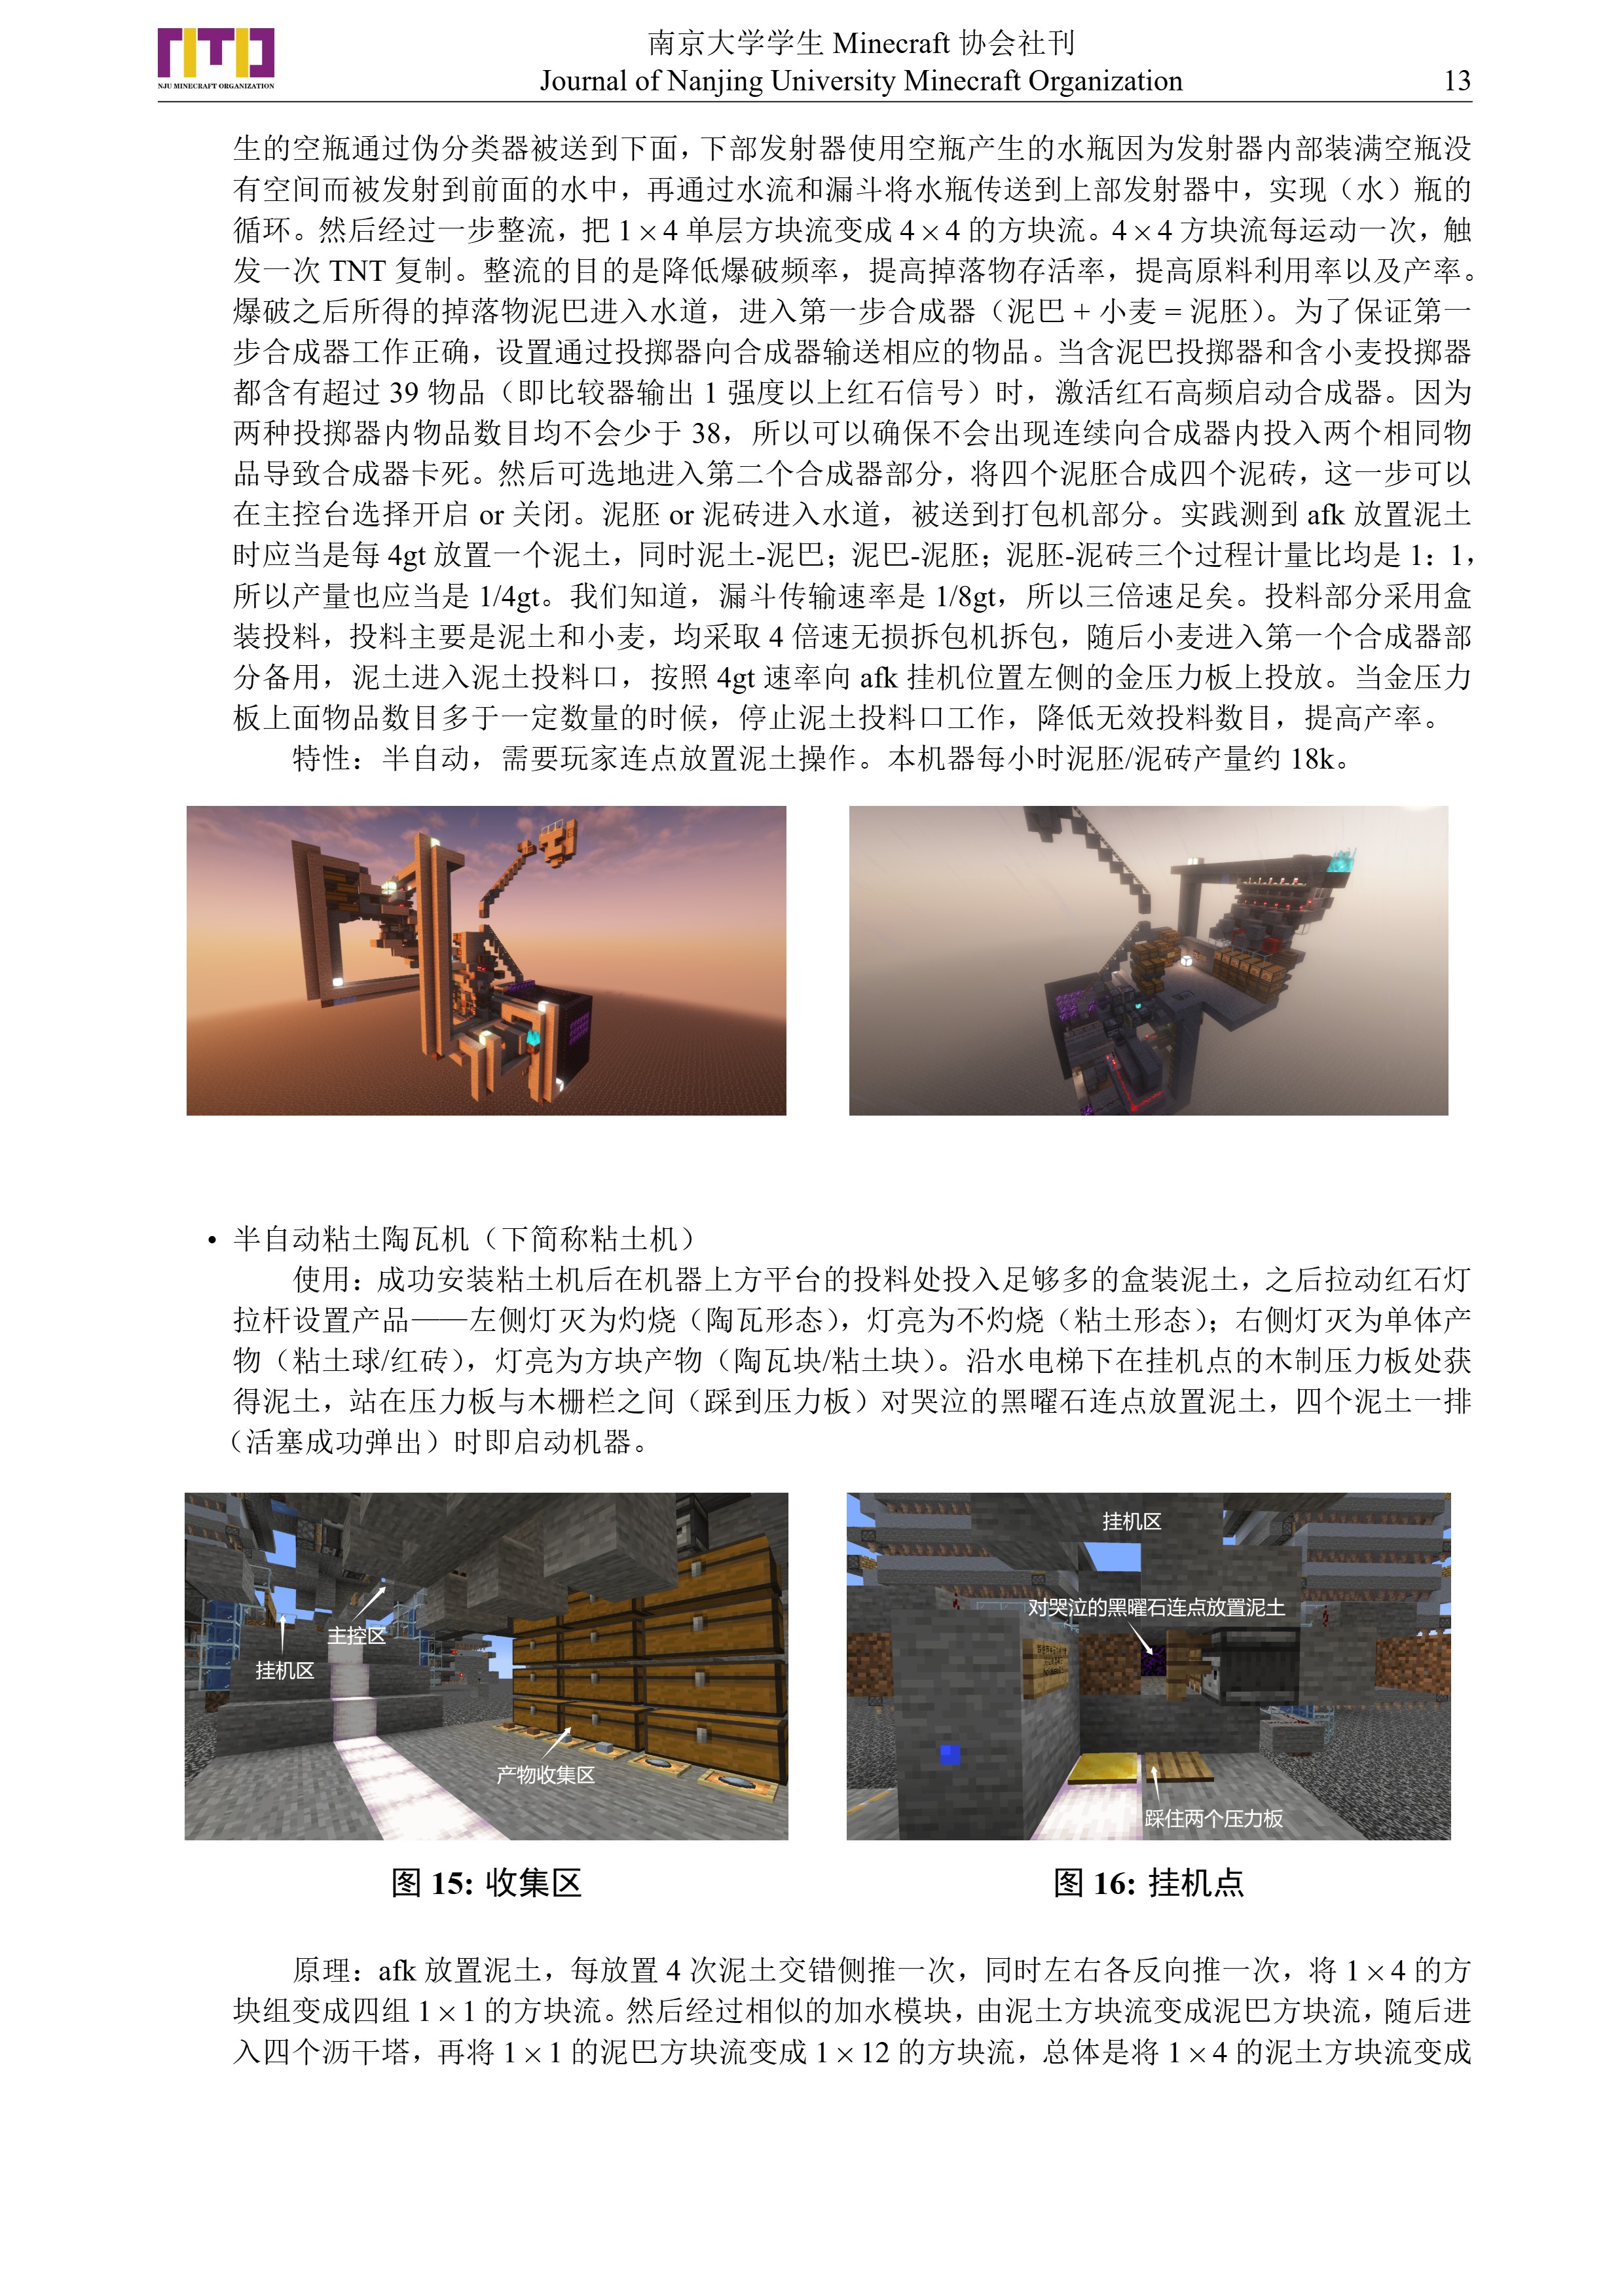 NJU MINECRAFT ORGANIZATION
南京大学学生 Minecraft 协会社刊
Journal of Nanjing University Minecraft Organization
13
生的空瓶通过伪分类器被送到下面，下部发射器使用空瓶产生的水瓶因为发射器内部装满空瓶没
有空间而被发射到前面的水中，再通过水流和漏斗将水瓶传送到上部发射器中，实现（水）瓶的
循环。然后经过一步整流，把 1 × 4 单层方块流变成 4 × 4 的方块流。4 × 4 方块流每运动一次，触
发一次 TNT 复制。整流的目的是降低爆破频率，提高掉落物存活率，提高原料利用率以及产率。
爆破之后所得的掉落物泥巴进入水道，进入第一步合成器（泥巴 + 小麦 = 泥胚）。为了保证第一
步合成器工作正确，设置通过投掷器向合成器输送相应的物品。当含泥巴投掷器和含小麦投掷器
都含有超过 39 物品（即比较器输出 1 强度以上红石信号）时，激活红石高频启动合成器。因为
两种投掷器内物品数目均不会少于 38，所以可以确保不会出现连续向合成器内投入两个相同物
品导致合成器卡死。然后可选地进入第二个合成器部分，将四个泥胚合成四个泥砖，这一步可以
在主控台选择开启 or 关闭。泥胚 or 泥砖进入水道，被送到打包机部分。实践测到 afk 放置泥土
时应当是每 4gt 放置一个泥土，同时泥土-泥巴；泥巴-泥胚；泥胚-泥砖三个过程计量比均是 1：1，
所以产量也应当是 1/4gt。我们知道，漏斗传输速率是 1/8gt，所以三倍速足矣。投料部分采用盒
装投料，投料主要是泥土和小麦，均采取 4 倍速无损拆包机拆包，随后小麦进入第一个合成器部
分备用，泥土进入泥土投料口，按照 4gt 速率向 afk 挂机位置左侧的金压力板上投放。当金压力
板上面物品数目多于一定数量的时候，停止泥土投料口工作，降低无效投料数目，提高产率。
特性：半自动，需要玩家连点放置泥土操作。本机器每小时泥胚/泥砖产量约 18k。
• 半自动粘土陶瓦机（下简称粘土机）
使用：成功安装粘土机后在机器上方平台的投料处投入足够多的盒装泥土，之后拉动红石灯
拉杆设置产品——左侧灯灭为灼烧（陶瓦形态），灯亮为不灼烧（粘土形态）；右侧灯灭为单体产
物（粘土球/红砖），灯亮为方块产物（陶瓦块/粘土块）。沿水电梯下在挂机点的木制压力板处获
得泥土，站在压力板与木栅栏之间（踩到压力板）对哭泣的黑曜石连点放置泥土，四个泥土一排
（活塞成功弹出）时即启动机器。
主控区
挂机区
产物收集区
挂机区
对哭泣的黑曜石连点放置泥土
踩住两个压力板
图 15: 收集区
图 16: 挂机点
原理：afk 放置泥土，每放置 4 次泥土交错侧推一次，同时左右各反向推一次，将 1 × 4 的方
块组变成四组 1 × 1 的方块流。然后经过相似的加水模块，由泥土方块流变成泥巴方块流，随后进
入四个沥干塔，再将 1 × 1 的泥巴方块流变成 1 × 12 的方块流，总体是将 1 × 4 的泥土方块流变成